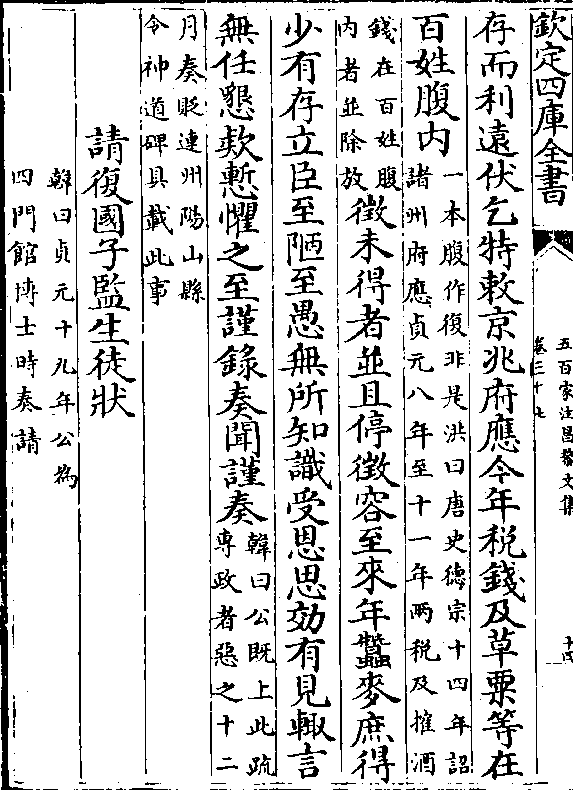 欽定四庫全書
五百家注昌黎文集
卷三十七
十四
存而利遠伏乞特敕京兆府應今年税錢及草粟等在
百姓腹内
一本腹作復非是洪曰唐史德宗十四年詔
諸州府應貞元八年至十一年兩税及搉酒
錢在百姓腹
内者並除放
徵未得者並且停徵容至來年蠶麥庶得
少有存立臣至陋至愚無所知識受恩思効有見輙言
無任懇欵慙懼之至謹錄奏聞謹奏
韓曰公既上此疏
專政者惡之十二
月奏貶連州陽山縣
令神道碑具載此事
請復國子監生徒狀
韓曰貞元十九年公為
四門館博士時奏請